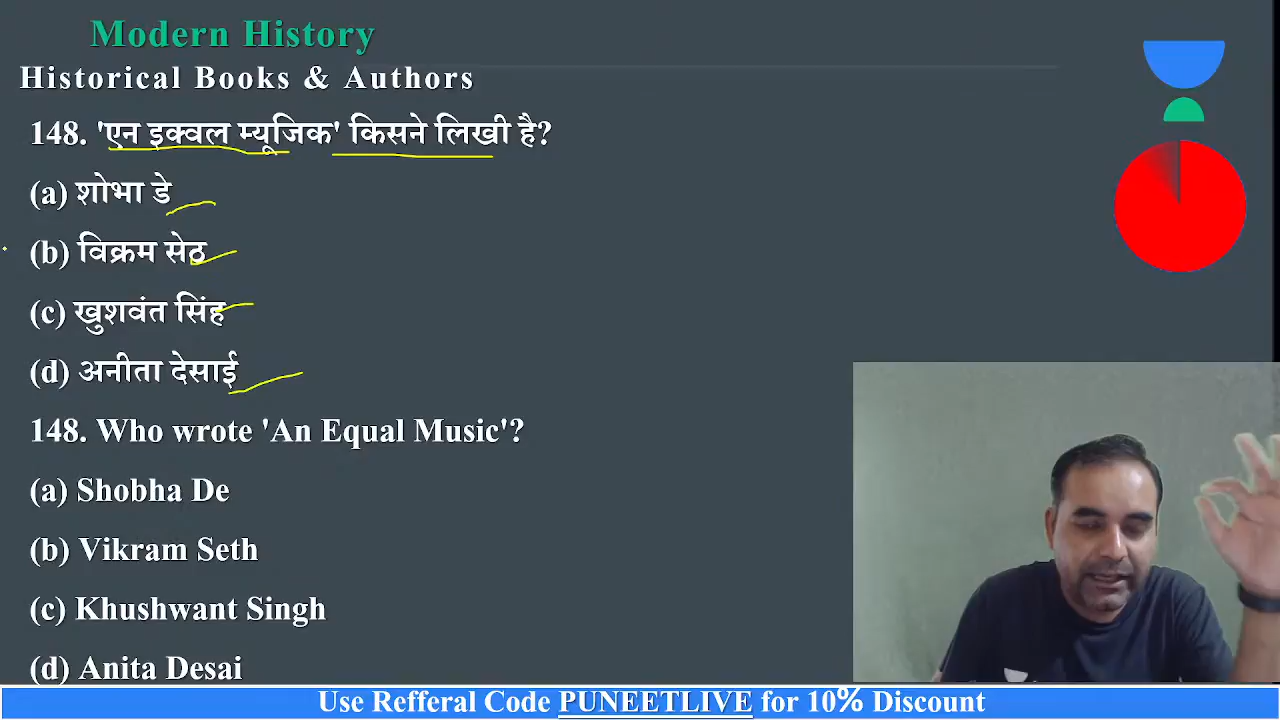 Modern History
Historical Books & Authors
148. 'एन इक्वल म्यूजिक' किसने लिखी है?
(a) शोभा डे
(b) विक्रम सेठ
(c) खुशवंत सिंह
(d) अनीता देसाई
148. Who wrote 'An Equal Music'?
(a) Shobha De
(b) Vikram Seth
(c) Khushwant Singh
(d) Anita Desai
Use Refferal Code PUNEETLIVE for 10% Discount